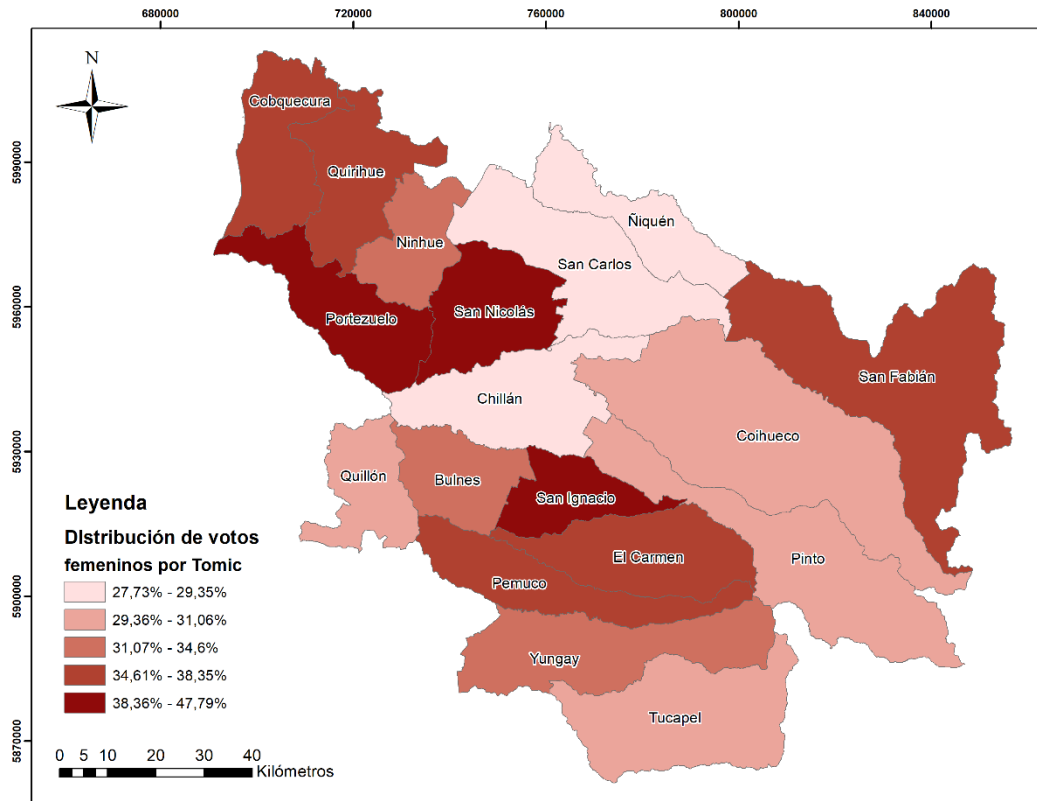 680000 720000 760000 800000 840000
N
5990000
5960000
5930000
5900000
5870000
Cobquecura
Quirihue
Ñiquén
Ninhue
San Carlos
San Nicolás
Portezuelo
San Fabián
Chillán
Coihueco
Quillón
Bulnes
San Ignacio
El Carmen
Pinto
Pemuco
Yungay
Tucapel
Leyenda
DIstribución de votos
femeninos por Tomic
27,73% - 29,35%
29,36% - 31,06%
31,07% - 34,6%
34,61% - 38,35%
38,36% - 47,79%
0 5 10 20 30 40
Kilómetros